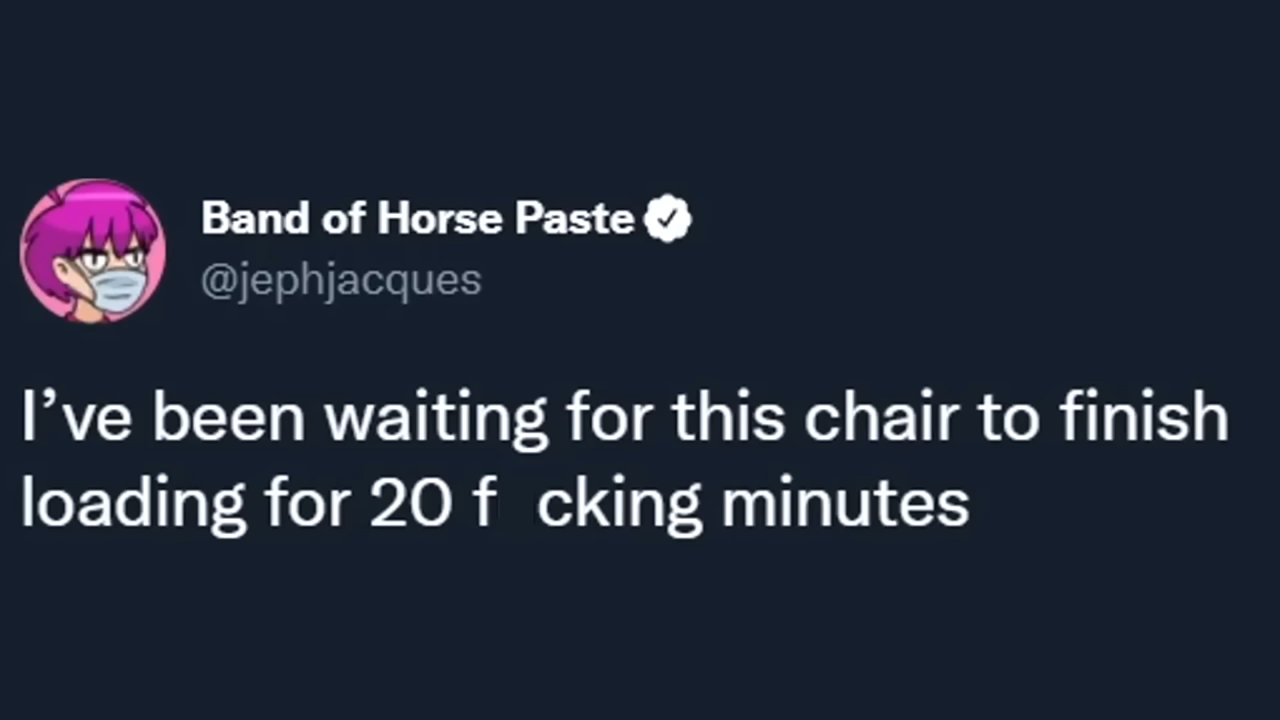 Band of Horse Paste
@jephjacques
I’ve been waiting for this chair to finish
loading for 20 f cking minutes